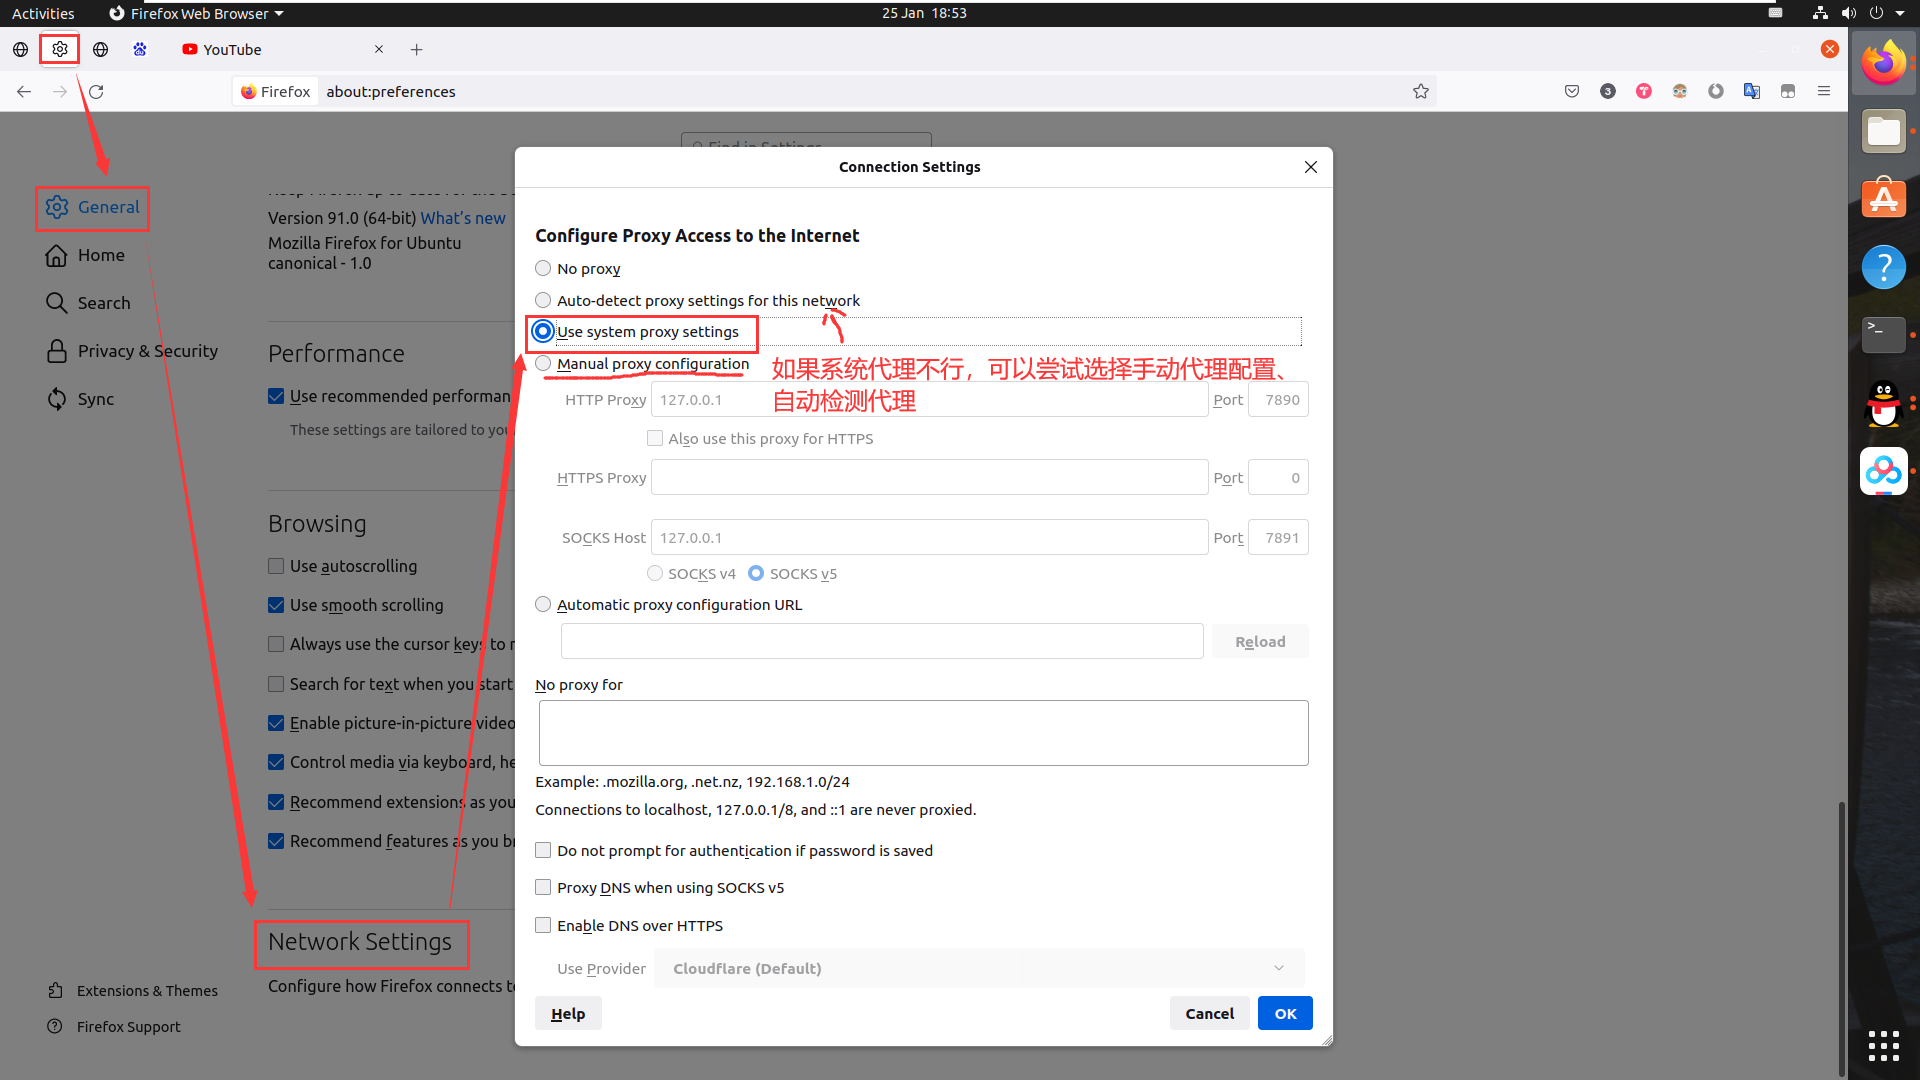 Activities
Firefox Web Browser
25 Jan 18:53
YouTube
Firefox
about:preferences
3
Find in Settings
General
Home
Search
Privacy & Security
Sync
Extensions & Themes
Firefox Support
Version 91.0 (64-bit) What's new
Mozilla Firefox for Ubuntu
canonical - 1.0
Performance
Use recommended performan
These settings are tailored to you
Browsing
Use autoscrolling
Use smooth scrolling
Always use the cursor keys to
Search for text when you start
Enable picture-in-picture video
Control media via keyboard, he
Recommend extensions as you
Recommend features as you b
Network Settings
Configure how Firefox connects t
Connection Settings
Configure Proxy Access to the Internet
No proxy
Auto-detect proxy settings for this network
Use system proxy settings
Manual proxy configuration
如果系统代理不行，可以尝试选择手动代理配置、
自动检测代理
HTTP Proxy 127.0.0.1 Port 7890
Also use this proxy for HTTPS
HTTPS Proxy Port 0
SOCKS Host 127.0.0.1 Port 7891
SOCKS v4 SOCKS v5
Automatic proxy configuration URL
Reload
No proxy for
Example: .mozilla.org, .net.nz, 192.168.1.0/24
Connections to localhost, 127.0.0.1/8, and ::1 are never proxied.
Do not prompt for authentication if password is saved
Proxy DNS when using SOCKS v5
Enable DNS over HTTPS
Use Provider Cloudflare (Default)
Help
Cancel
OK